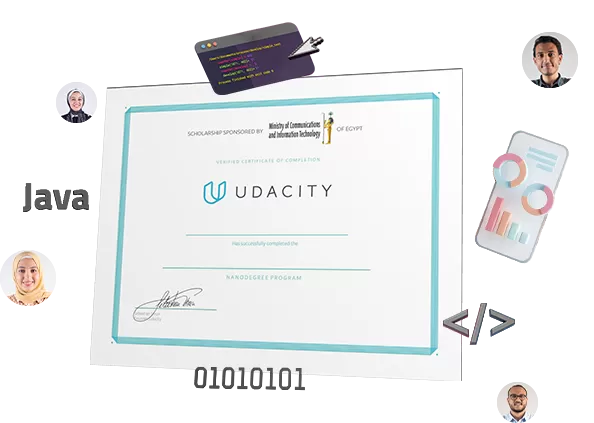 SCHOLARSHIP SPONSORED BY
Ministry of Communications
and Information Technology
OF EGYPT
VERIFIED CERTIFICATE OF COMPLETION
UDACITY
Has successfully completed the
NANODEGREE PROGRAM
Java
</>
01010101